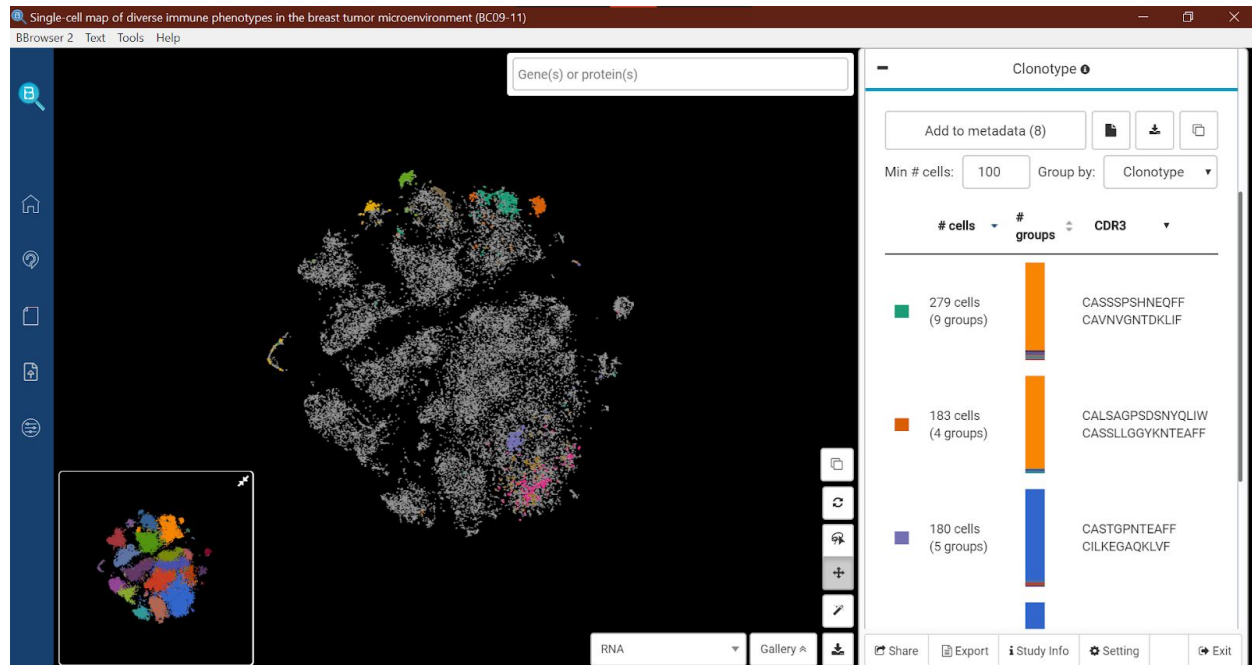 Single-cell map of diverse immune phenotypes in the breast tumor microenvironment (BC09-11)
BBrowser 2 Text Tools Help
Gene(s) or protein(s)
Clonotype
Add to metadata (8)
Min # cells: 100 Group by: Clonotype
# cells # groups CDR3
279 cells
(9 groups)
CASSSPSHNEQFF
CAVNVGNTDKLIF
183 cells
(4 groups)
CALSAGPSDSNYQLIW
CASSLLGGYKNTEAFF
180 cells
(5 groups)
CASTGPNTEAFF
CILKEGAQKLVF
RNA
Gallery
Share Export Study Info Setting Exit